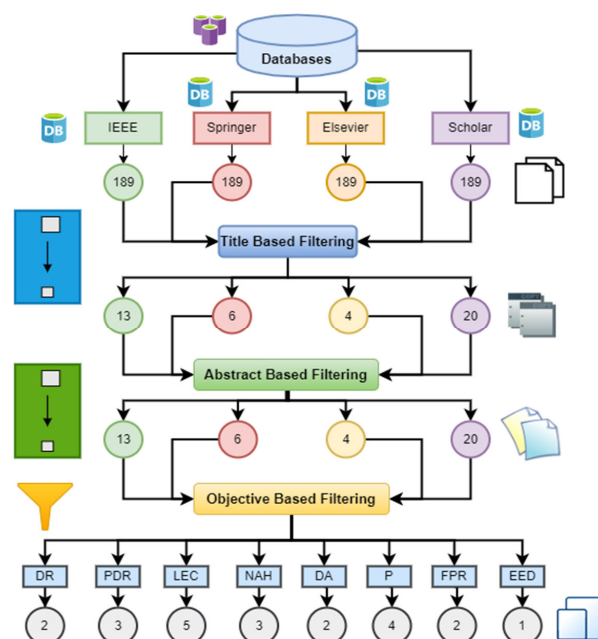 Databases
DB
DB
DB
DB
IEEE
Springer
Elsevier
Scholar
189
189
189
189
Title Based Filtering
13
6
4
20
Abstract Based Filtering
13
6
4
20
Objective Based Filtering
DR
PDR
LEC
NAH
DA
P
FPR
EED
2
3
5
3
2
4
2
1